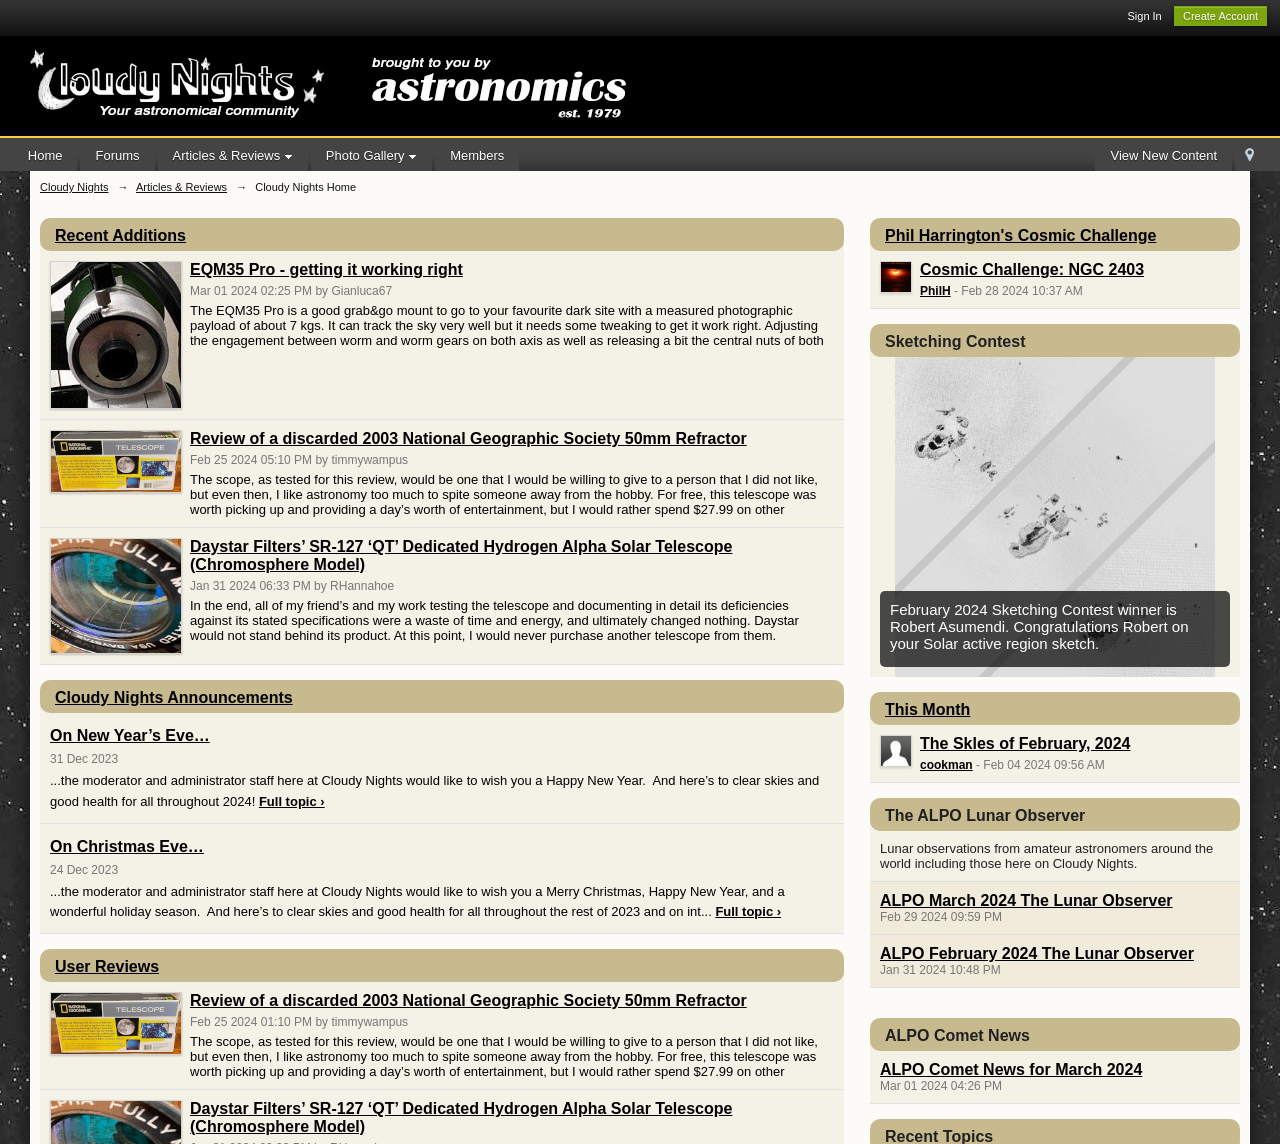 Sign In
Create Account
Cloudy Nights
Your astronomical community
brought to you by
astronomics
est. 1979
Home
Forums
Articles & Reviews
Photo Gallery
Members
View New Content
Cloudy Nights → Articles & Reviews → Cloudy Nights Home
Recent Additions
EQM35 Pro - getting it working right
Mar 01 2024 02:25 PM by Gianluca67
The EQM35 Pro is a good grab&go mount to go to your favourite dark site with a measured photographic
payload of about 7 kgs. It can track the sky very well but it needs some tweaking to get it work right. Adjusting
the engagement between worm and worm gears on both axis as well as releasing a bit the central nuts of both
NATIONAL GEOGRAPHIC
TELESCOPE
Review of a discarded 2003 National Geographic Society 50mm Refractor
Feb 25 2024 05:10 PM by timmywampus
The scope, as tested for this review, would be one that I would be willing to give to a person that I did not like,
but even then, I like astronomy too much to spite someone away from the hobby. For free, this telescope was
worth picking up and providing a day’s worth of entertainment, but I would rather spend $27.99 on other
FULLY
Daystar Filters’ SR-127 ‘QT’ Dedicated Hydrogen Alpha Solar Telescope
(Chromosphere Model)
Jan 31 2024 06:33 PM by RHannahoe
In the end, all of my friend’s and my work testing the telescope and documenting in detail its deficiencies
against its stated specifications were a waste of time and energy, and ultimately changed nothing. Daystar
would not stand behind its product. At this point, I would never purchase another telescope from them.
Cloudy Nights Announcements
On New Year’s Eve…
31 Dec 2023
...the moderator and administrator staff here at Cloudy Nights would like to wish you a Happy New Year.  And here’s to clear skies and
good health for all throughout 2024! Full topic ›
On Christmas Eve…
24 Dec 2023
...the moderator and administrator staff here at Cloudy Nights would like to wish you a Merry Christmas, Happy New Year, and a
wonderful holiday season.  And here’s to clear skies and good health for all throughout the rest of 2023 and on int... Full topic ›
User Reviews
NATIONAL GEOGRAPHIC
TELESCOPE
Review of a discarded 2003 National Geographic Society 50mm Refractor
Feb 25 2024 01:10 PM by timmywampus
The scope, as tested for this review, would be one that I would be willing to give to a person that I did not like,
but even then, I like astronomy too much to spite someone away from the hobby. For free, this telescope was
worth picking up and providing a day’s worth of entertainment, but I would rather spend $27.99 on other
FULLY
Daystar Filters’ SR-127 ‘QT’ Dedicated Hydrogen Alpha Solar Telescope
(Chromosphere Model)
Phil Harrington's Cosmic Challenge
Cosmic Challenge: NGC 2403
PhilH - Feb 28 2024 10:37 AM
Sketching Contest
February 2024 Sketching Contest winner is
Robert Asumendi. Congratulations Robert on
your Solar active region sketch.
This Month
The Skles of February, 2024
cookman - Feb 04 2024 09:56 AM
The ALPO Lunar Observer
Lunar observations from amateur astronomers around the
world including those here on Cloudy Nights.
ALPO March 2024 The Lunar Observer
Feb 29 2024 09:59 PM
ALPO February 2024 The Lunar Observer
Jan 31 2024 10:48 PM
ALPO Comet News
ALPO Comet News for March 2024
Mar 01 2024 04:26 PM
Recent Topics